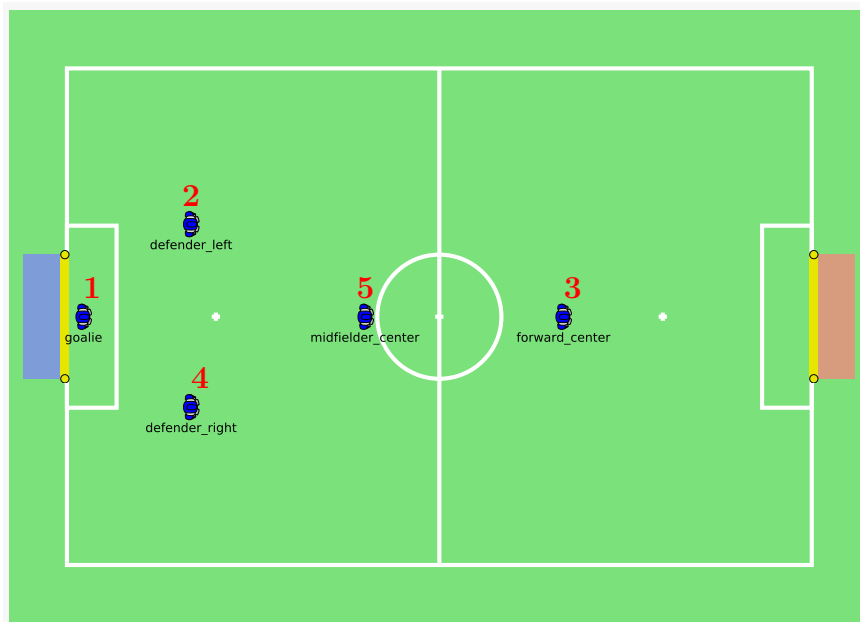 2
defender_left
1
goalie
5
midfielder_center
3
forward_center
4
defender_right